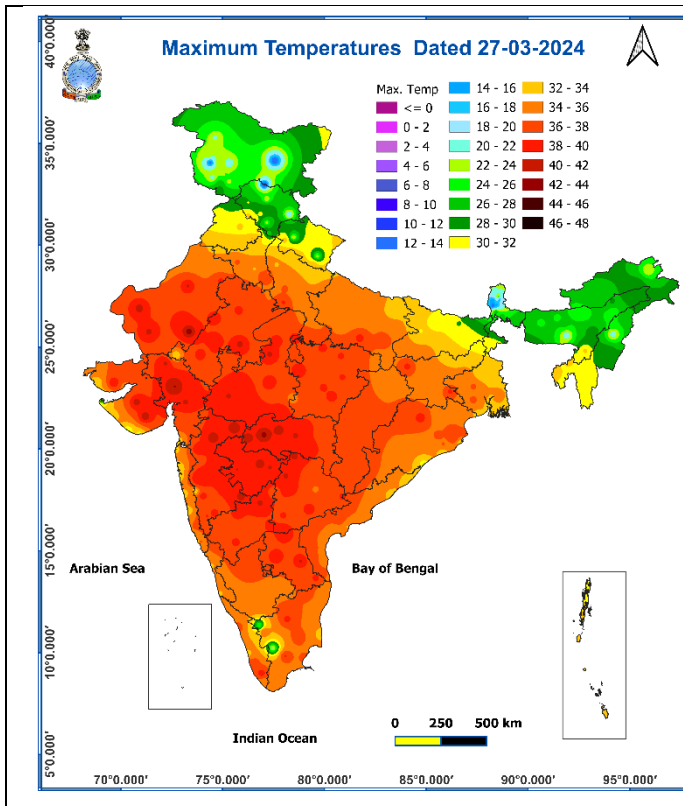 Maximum Temperatures Dated 27-03-2024
Max. Temp
<= 0
0 - 2
2 - 4
4 - 6
6 - 8
8 - 10
10 - 12
12 - 14
14 - 16
16 - 18
18 - 20
20 - 22
22 - 24
24 - 26
26 - 28
28 - 30
30 - 32
32 - 34
34 - 36
36 - 38
38 - 40
40 - 42
42 - 44
44 - 46
46 - 48
40°0.000'
35°0.000'
30°0.000'
25°0.000'
20°0.000'
15°0.000'
10°0.000'
5°0.000'
Arabian Sea
Bay of Bengal
Indian Ocean
0 250 500 km
70°0.000' 75°0.000' 80°0.000' 85°0.000' 90°0.000' 95°0.000'